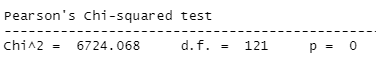 Pearson's Chi-squared test
------------------------------------------------
Chi^2 =  6724.068     d.f. =  121     p =  0